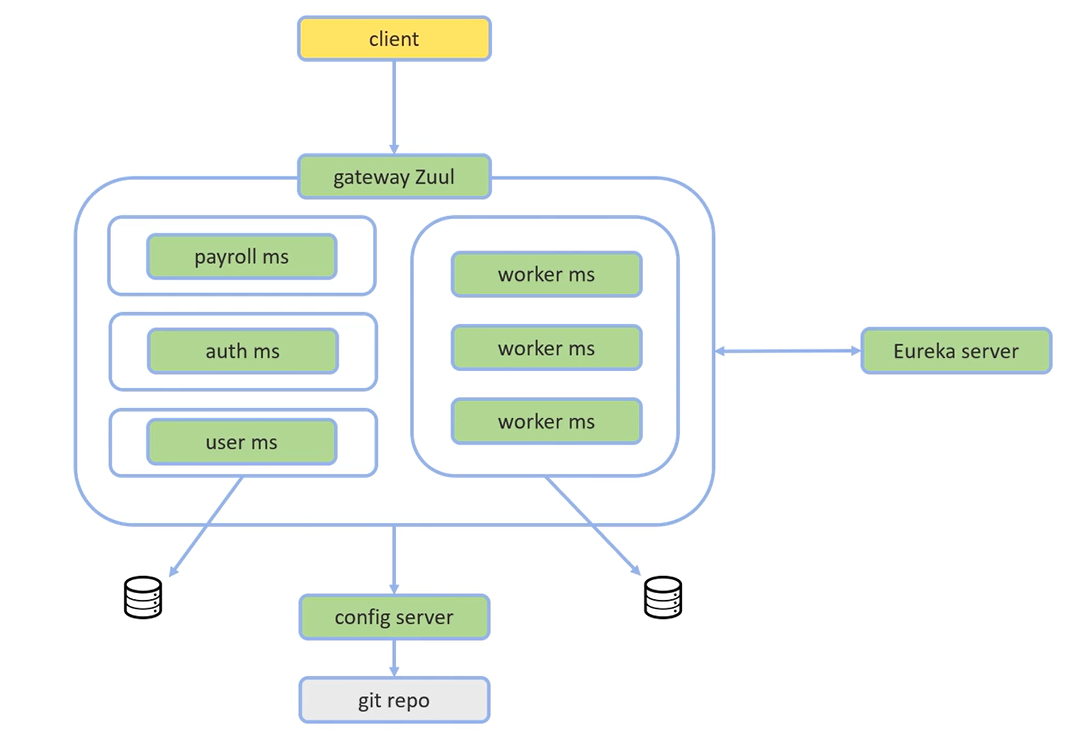 client
gateway Zuul
payroll ms
auth ms
user ms
worker ms
worker ms
worker ms
Eureka server
config server
git repo